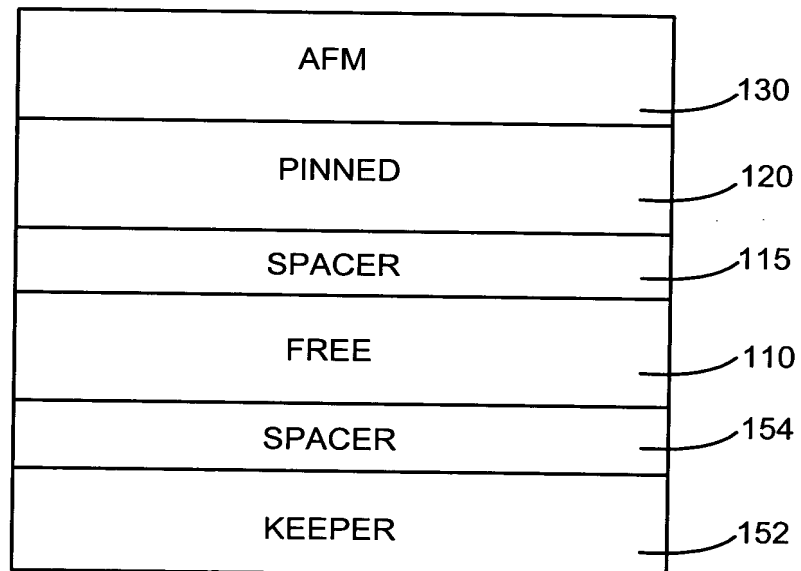 AFM
130
PINNED
120
SPACER
115
FREE
110
SPACER
154
KEEPER
152